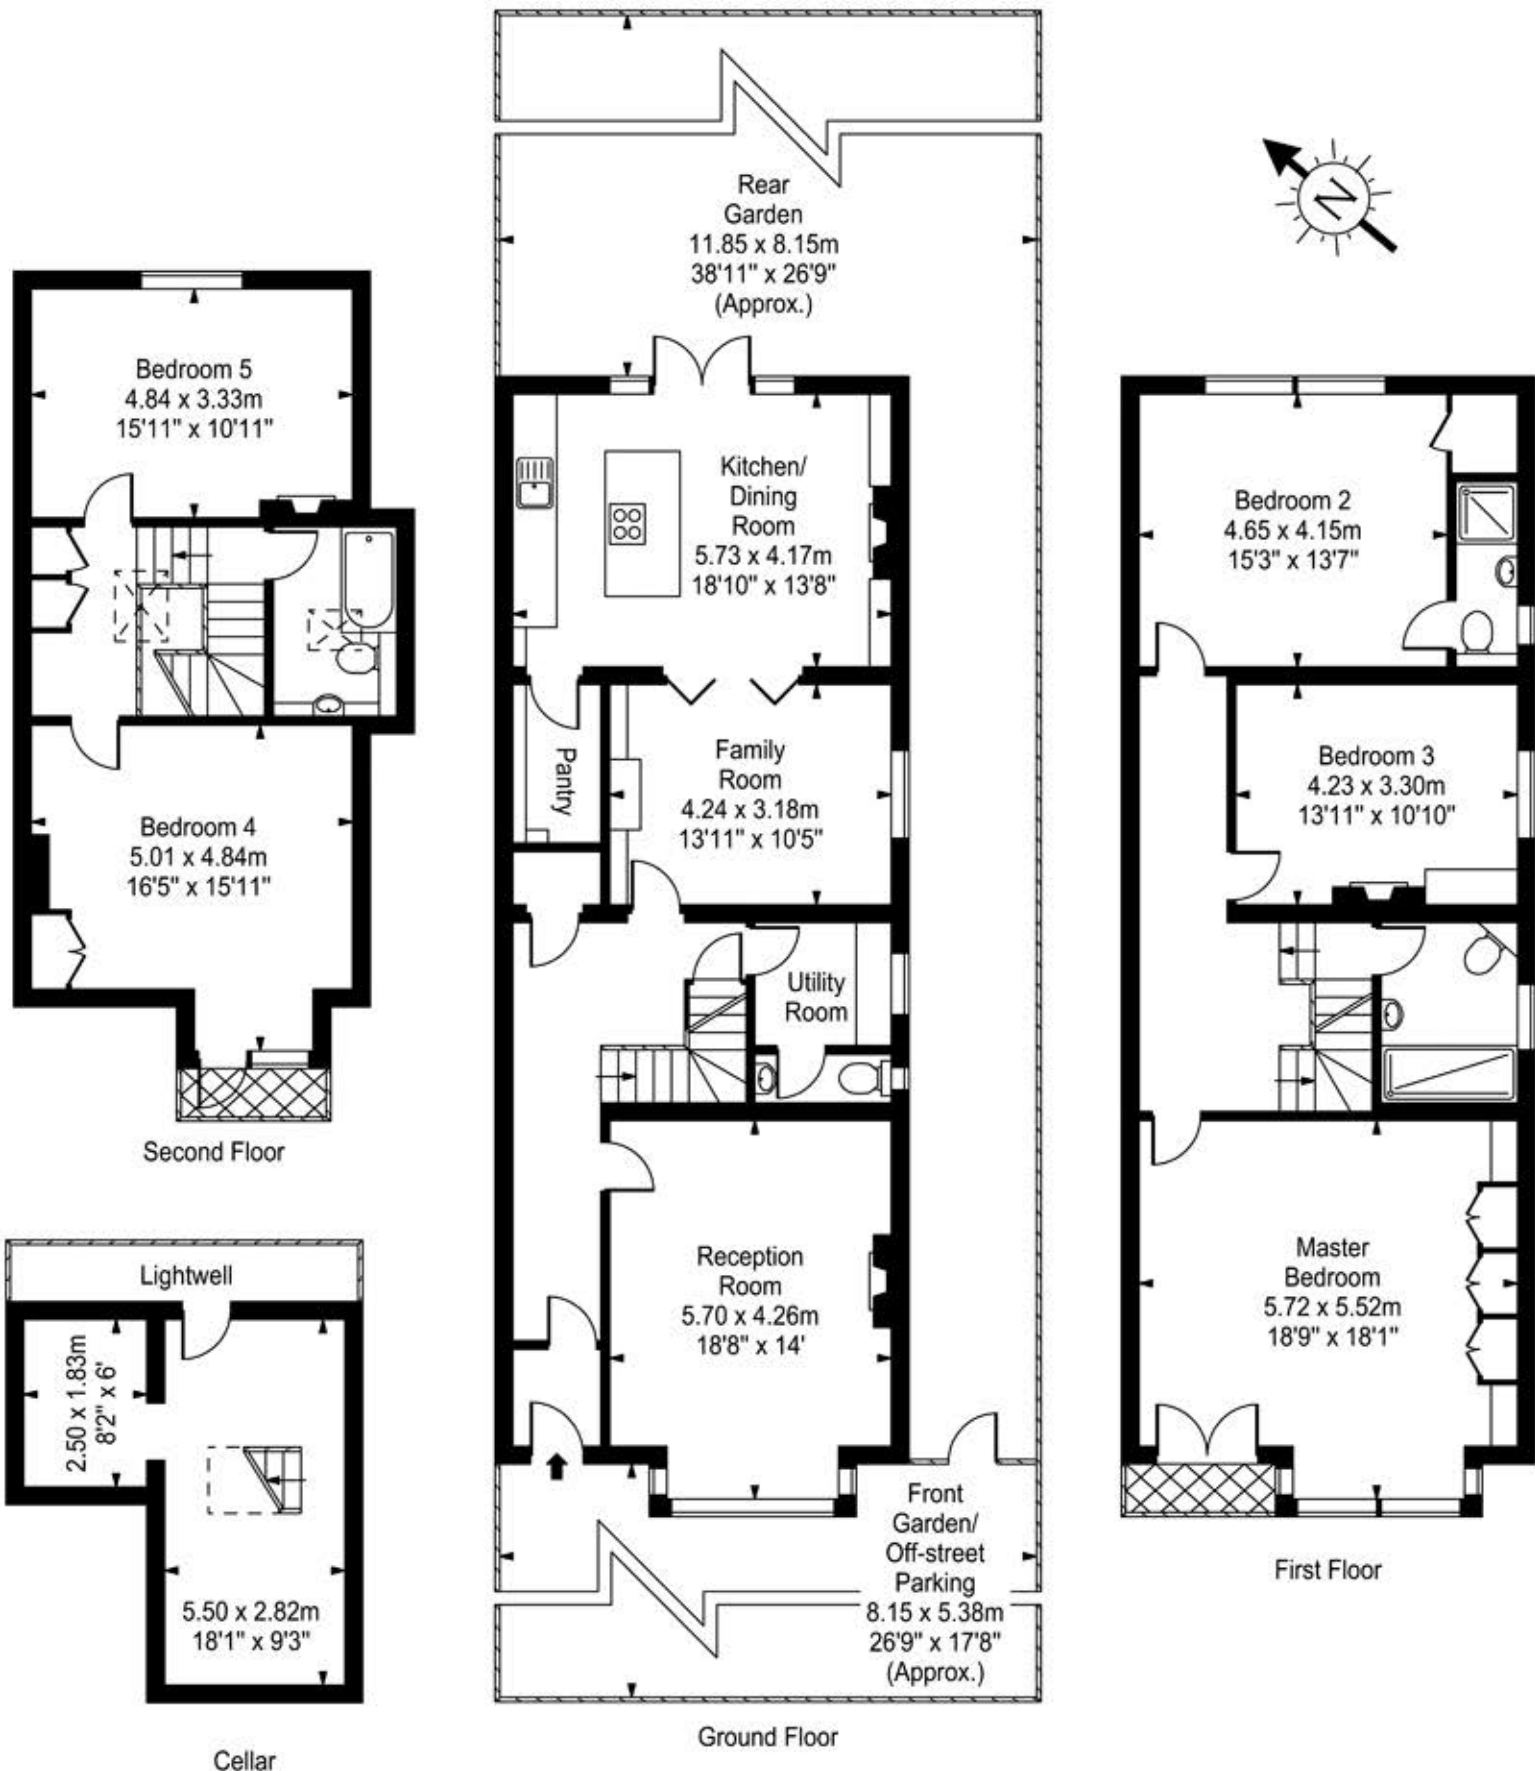 Bedroom 5
4.84 x 3.33m
15'11" x 10'11"
Bedroom 4
5.01 x 4.84m
16'5" x 15'11"
Second Floor
Lightwell
2.50 x 1.83m
8'2" x 6'
5.50 x 2.82m
18'1" x 9'3"
Cellar
Rear
Garden
11.85 x 8.15m
38'11" x 26'9"
(Approx.)
Kitchen/
Dining
Room
5.73 x 4.17m
18'10" x 13'8"
Pantry
Family
Room
4.24 x 3.18m
13'11" x 10'5"
Utility
Room
Reception
Room
5.70 x 4.26m
18'8" x 14'
Front
Garden/
Off-street
Parking
8.15 x 5.38m
26'9" x 17'8"
(Approx.)
Ground Floor
N
Bedroom 2
4.65 x 4.15m
15'3" x 13'7"
Bedroom 3
4.23 x 3.30m
13'11" x 10'10"
Master
Bedroom
5.72 x 5.52m
18'9" x 18'1"
First Floor